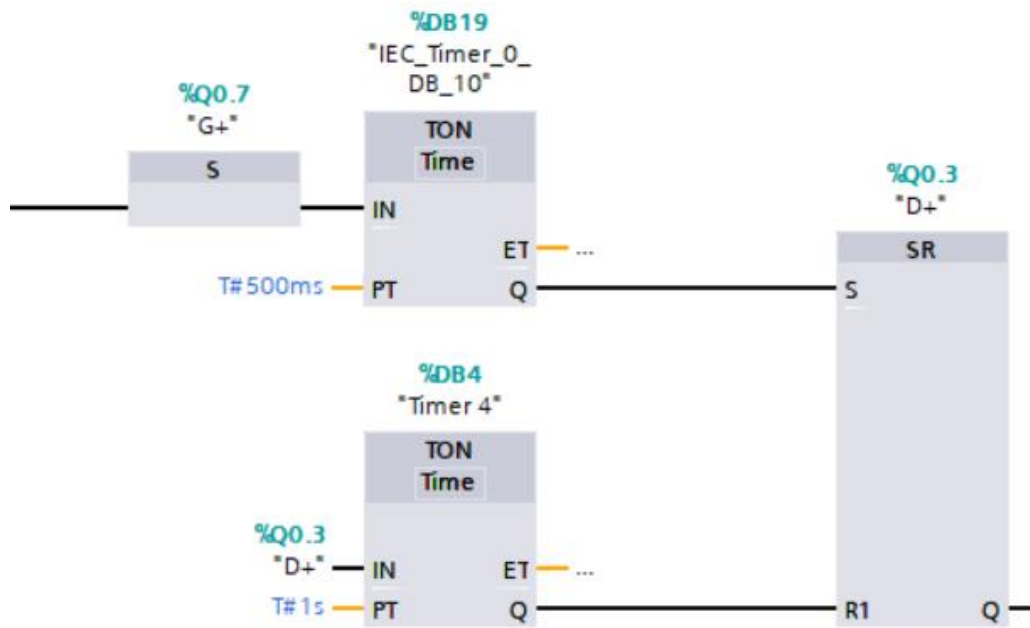 %DB19
"IEC_Timer_0_
DB_10"
%Q0.7
"G+"
S
TON
Time
IN
ET ...
T#500ms PT Q
%Q0.3
"D+"
SR
S
%DB4
"Timer 4"
TON
Time
%Q0.3
"D+" IN ET ...
T#1s PT Q
R1 Q